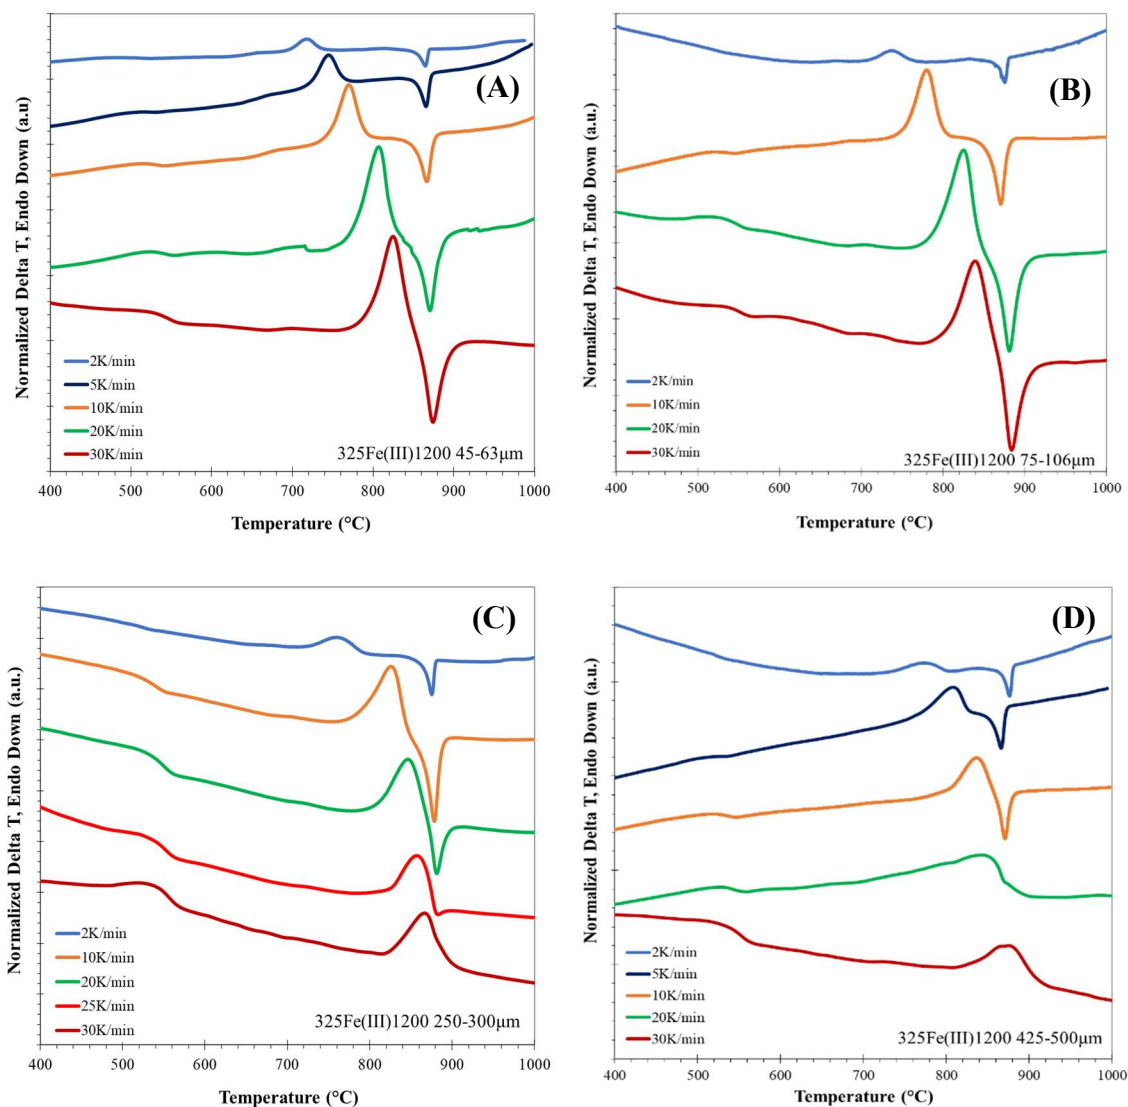 (A)
Normalized Delta T, Endo Down (a.u)
2K/min
5K/min
10K/min
20K/min
30K/min
325Fe(III)1200 45-63μm
400 500 600 700 800 900 1000
Temperature (°C)
(B)
Normalized Delta T, Endo Down (a.u.)
2K/min
10K/min
20K/min
30K/min
325Fe(III)1200 75-106μm
400 500 600 700 800 900 1000
Temperature (°C)
(C)
Normalized Delta T, Endo Down (a.u.)
2K/min
10K/min
20K/min
25K/min
30K/min
325Fe(III)1200 250-300μm
400 500 600 700 800 900 1000
Temperature (°C)
(D)
Normalized Delta T, Endo Down (a.u.)
2K/min
5K/min
10K/min
20K/min
30K/min
325Fe(III)1200 425-500μm
400 500 600 700 800 900 1000
Temperature (°C)